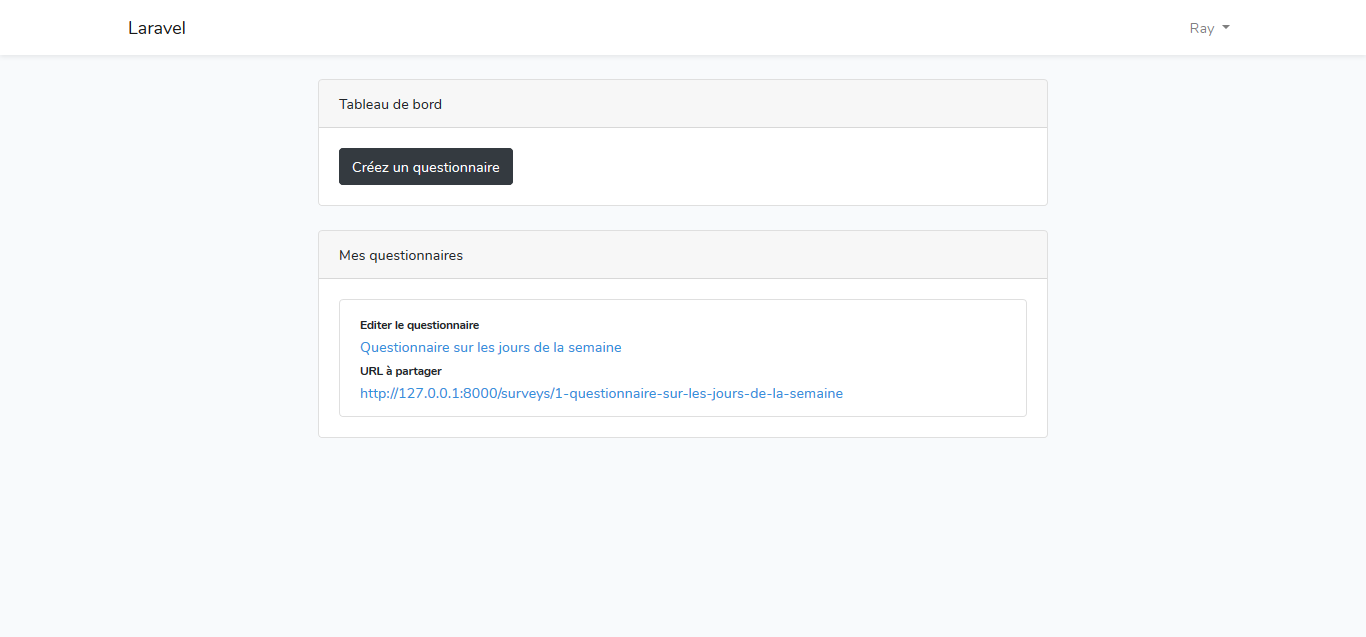 Laravel
Ray
Tableau de bord
Créez un questionnaire
Mes questionnaires
Editer le questionnaire
Questionnaire sur les jours de la semaine
URL à partager
http://127.0.0.1:8000/surveys/1-questionnaire-sur-les-jours-de-la-semaine